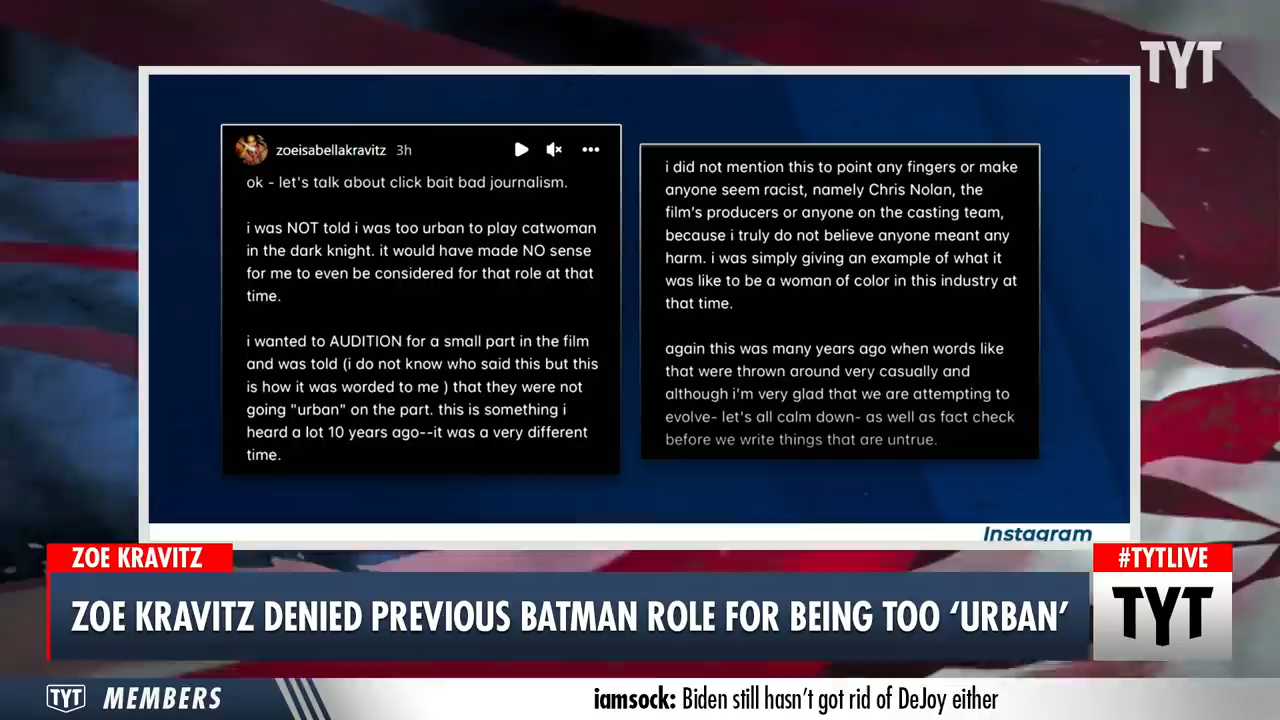 TYT
zoeisabellakravitz 3h
ok - let's talk about click bait bad journalism.
i was NOT told i was too urban to play catwoman
in the dark knight. it would have made NO sense
for me to even be considered for that role at that
time.
i wanted to AUDITION for a small part in the film
and was told (i do not know who said this but this
is how it was worded to me ) that they were not
going "urban" on the part. this is something i
heard a lot 10 years ago--it was a very different
time.
i did not mention this to point any fingers or make
anyone seem racist, namely Chris Nolan, the
film's producers or anyone on the casting team,
because i truly do not believe anyone meant any
harm. i was simply giving an example of what it
was like to be a woman of color in this industry at
that time.
again this was many years ago when words like
that were thrown around very casually and
although i'm very glad that we are attempting to
evolve- let's all calm down- as well as fact check
before we write things that are untrue.
Instagram
ZOE KRAVITZ
#TYTLIVE
ZOE KRAVITZ DENIED PREVIOUS BATMAN ROLE FOR BEING TOO ‘URBAN’
TYT
TYT MEMBERS
iamsock: Biden still hasn’t got rid of DeJoy either